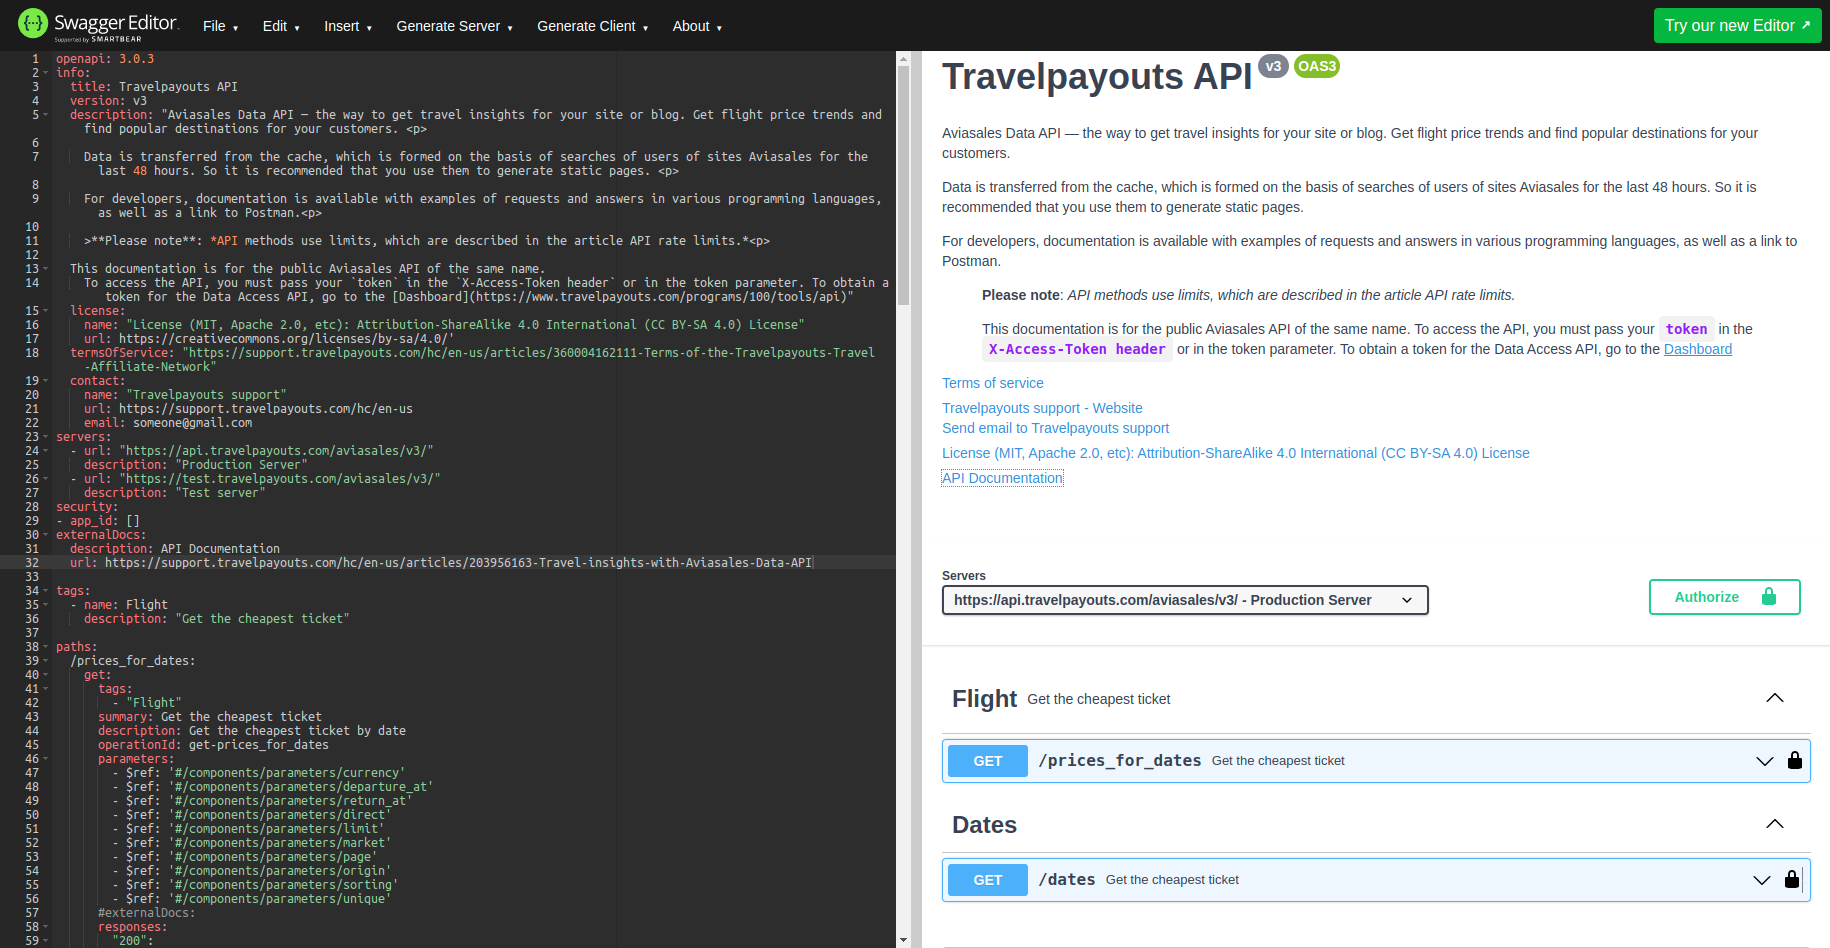 Swagger Editor
Supported by SMARTBEAR
File
Edit
Insert
Generate Server
Generate Client
About
Try our new Editor ↗
1 openapi: 3.0.3
2 info:
3 title: Travelpayouts API
4 version: v3
5 description: "Aviasales Data API — the way to get travel insights for your site or blog. Get flight price trends and
find popular destinations for your customers. <p>
6
7 Data is transferred from the cache, which is formed on the basis of searches of users of sites Aviasales for the
last 48 hours. So it is recommended that you use them to generate static pages. <p>
8
9 For developers, documentation is available with examples of requests and answers in various programming languages,
as well as a link to Postman.<p>
10
11 >**Please note**: *API methods use limits, which are described in the article API rate limits.*<p>
12
13 This documentation is for the public Aviasales API of the same name.
14 To access the API, you must pass your `token` in the `X-Access-Token header` or in the token parameter. To obtain a
token for the Data Access API, go to the [Dashboard](https://www.travelpayouts.com/programs/100/tools/api)"
15 license:
16 name: "License (MIT, Apache 2.0, etc): Attribution-ShareAlike 4.0 International (CC BY-SA 4.0) License"
17 url: https://creativecommons.org/licenses/by-sa/4.0/'
18 termsOfService: "https://support.travelpayouts.com/hc/en-us/articles/360004162111-Terms-of-the-Travelpayouts-Travel
-Affiliate-Network"
19 contact:
20 name: "Travelpayouts support"
21 url: https://support.travelpayouts.com/hc/en-us
22 email: someone@gmail.com
23 servers:
24 - url: "https://api.travelpayouts.com/aviasales/v3/"
25 description: "Production Server"
26 - url: "https://test.travelpayouts.com/aviasales/v3/"
27 description: "Test server"
28 security:
29 - app_id: []
30 externalDocs:
31 description: API Documentation
32 url: https://support.travelpayouts.com/hc/en-us/articles/203956163-Travel-insights-with-Aviasales-Data-API
33
34 tags:
35 - name: Flight
36 description: "Get the cheapest ticket"
37
38 paths:
39 /prices_for_dates:
40 get:
41 tags:
42 - "Flight"
43 summary: Get the cheapest ticket
44 description: Get the cheapest ticket by date
45 operationId: get-prices_for_dates
46 parameters:
47 - $ref: '#/components/parameters/currency'
48 - $ref: '#/components/parameters/departure_at'
49 - $ref: '#/components/parameters/return_at'
50 - $ref: '#/components/parameters/direct'
51 - $ref: '#/components/parameters/limit'
52 - $ref: '#/components/parameters/market'
53 - $ref: '#/components/parameters/page'
54 - $ref: '#/components/parameters/origin'
55 - $ref: '#/components/parameters/sorting'
56 - $ref: '#/components/parameters/unique'
57 #externalDocs:
58 responses:
59 "200":
Travelpayouts API v3 OAS3
Aviasales Data API — the way to get travel insights for your site or blog. Get flight price trends and find popular destinations for your
customers.
Data is transferred from the cache, which is formed on the basis of searches of users of sites Aviasales for the last 48 hours. So it is
recommended that you use them to generate static pages.
For developers, documentation is available with examples of requests and answers in various programming languages, as well as a link to
Postman.
Please note: API methods use limits, which are described in the article API rate limits.
This documentation is for the public Aviasales API of the same name. To access the API, you must pass your token in the
X-Access-Token header or in the token parameter. To obtain a token for the Data Access API, go to the Dashboard
Terms of service
Travelpayouts support - Website
Send email to Travelpayouts support
License (MIT, Apache 2.0, etc): Attribution-ShareAlike 4.0 International (CC BY-SA 4.0) License
API Documentation
Servers
https://api.travelpayouts.com/aviasales/v3/ - Production Server
Authorize
Flight Get the cheapest ticket
GET /prices_for_dates Get the cheapest ticket
Dates
GET /dates Get the cheapest ticket